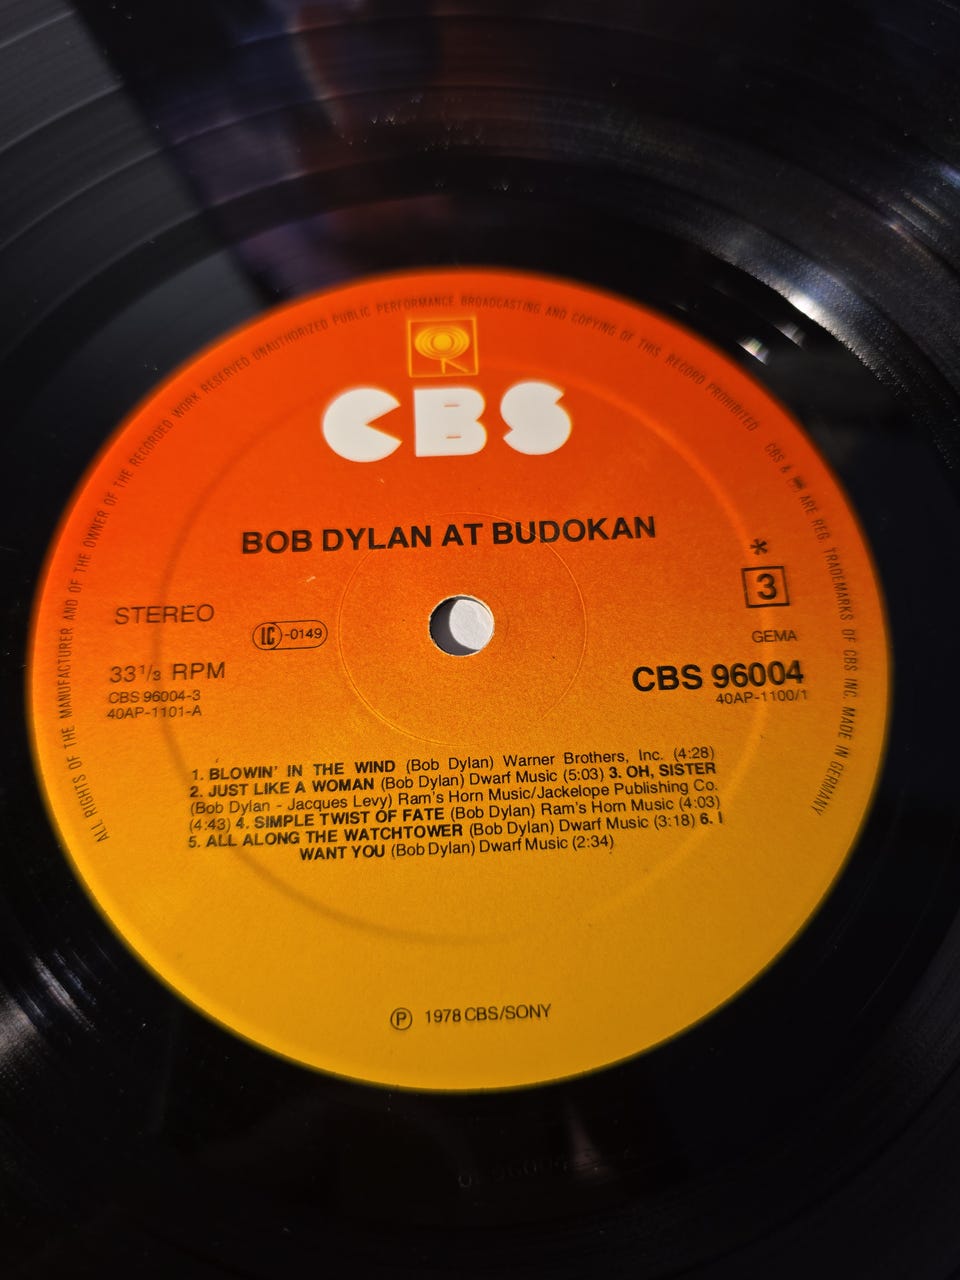 ALL RIGHTS OF THE MANUFACTURER AND OF THE OWNER OF THE RECORDED WORK RESERVED UNAUTHORIZED PUBLIC PERFORMANCE BROADCASTING AND COPYING OF THIS RECORD PROHIBITED CBS & ARE REG. TRADEMARKS OF CBS INC. MADE IN GERMANY
CBS
BOB DYLAN AT BUDOKAN
*
3
STEREO
LC-0149
GEMA
33 1/3 RPM
CBS 96004
CBS 96004-3
40AP-1100/1
40AP-1101-A
1. BLOWIN' IN THE WIND (Bob Dylan) Warner Brothers, Inc. (4:28)
2. JUST LIKE A WOMAN (Bob Dylan) Dwarf Music (5:03) 3. OH, SISTER
(Bob Dylan - Jacques Levy) Ram's Horn Music/Jackelope Publishing Co.
(4:43) 4. SIMPLE TWIST OF FATE (Bob Dylan) Ram's Horn Music (4:03)
5. ALL ALONG THE WATCHTOWER (Bob Dylan) Dwarf Music (3:18) 6. I
WANT YOU (Bob Dylan) Dwarf Music (2:34)
℗ 1978 CBS/SONY